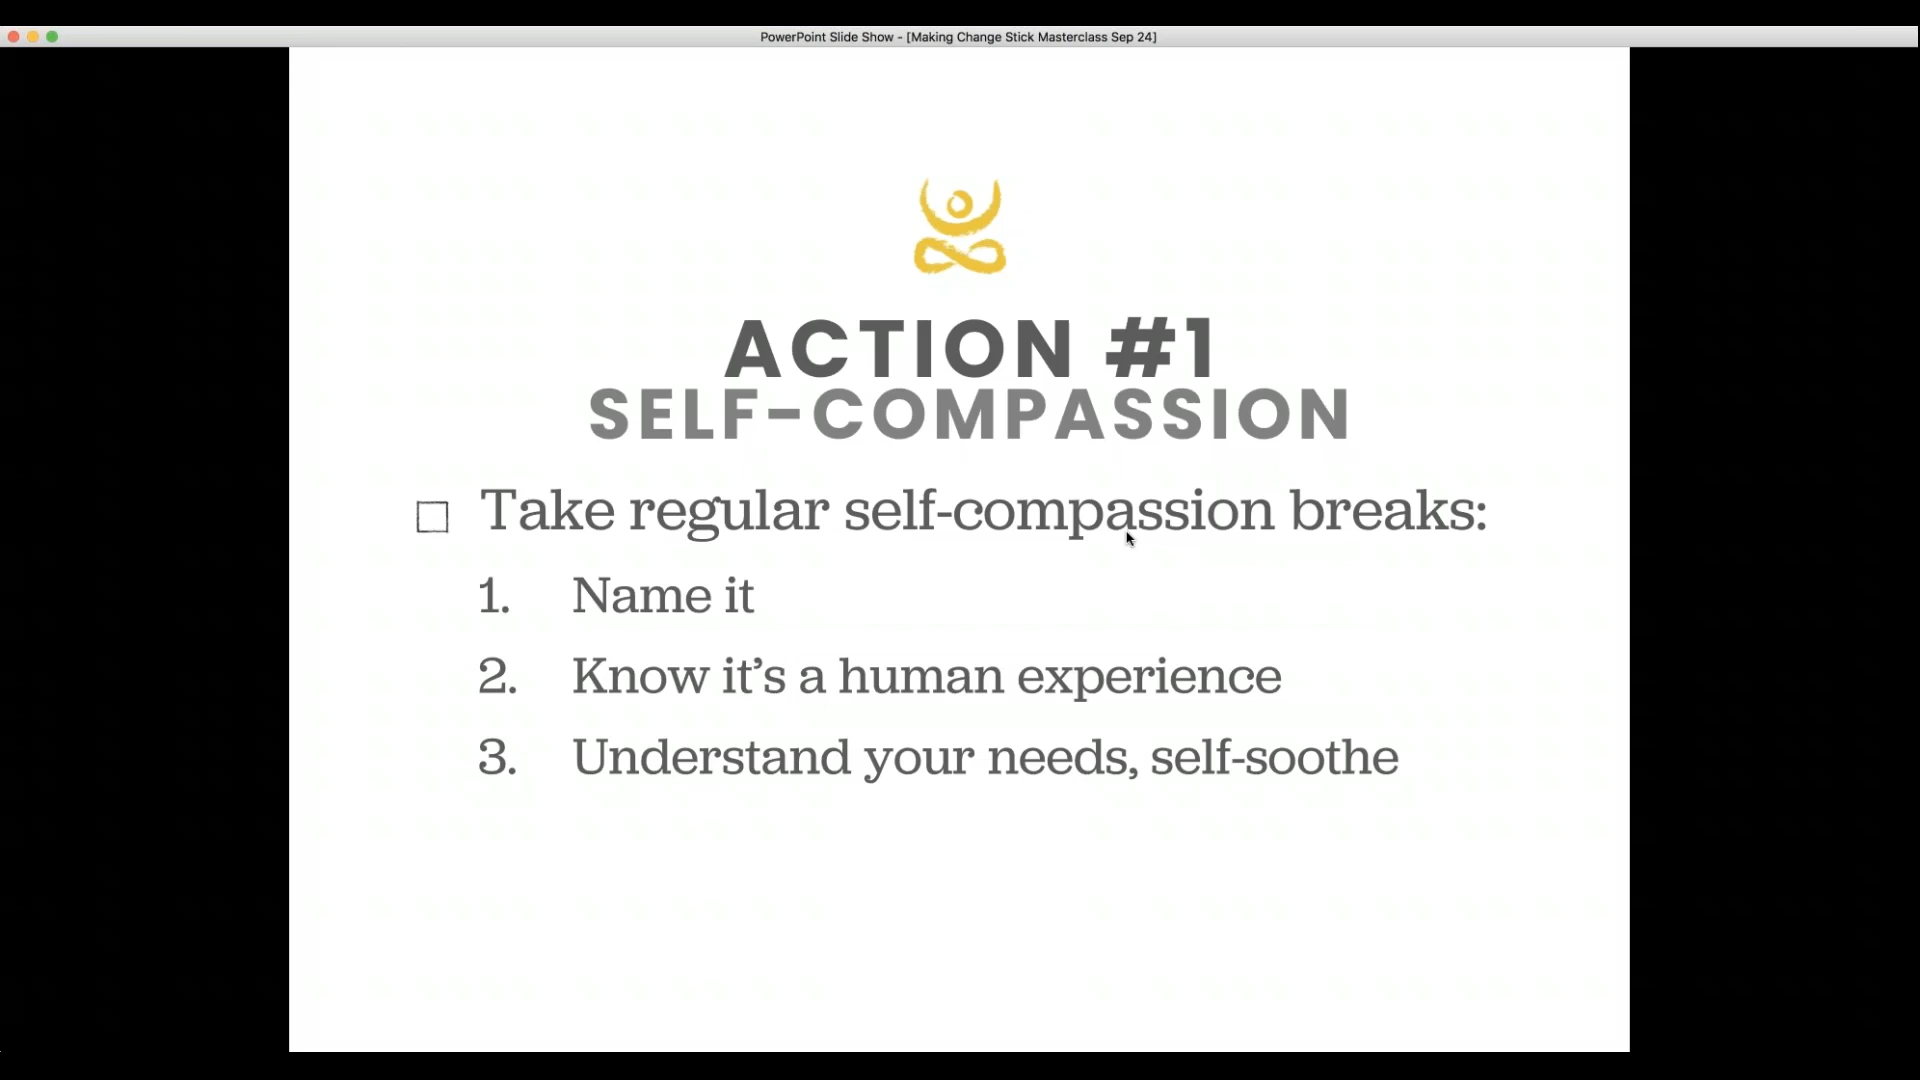 PowerPoint Slide Show - [Making Change Stick Masterclass Sep 24]
ACTION #1
SELF-COMPASSION
Take regular self-compassion breaks:
1. Name it
2. Know it’s a human experience
3. Understand your needs, self-soothe